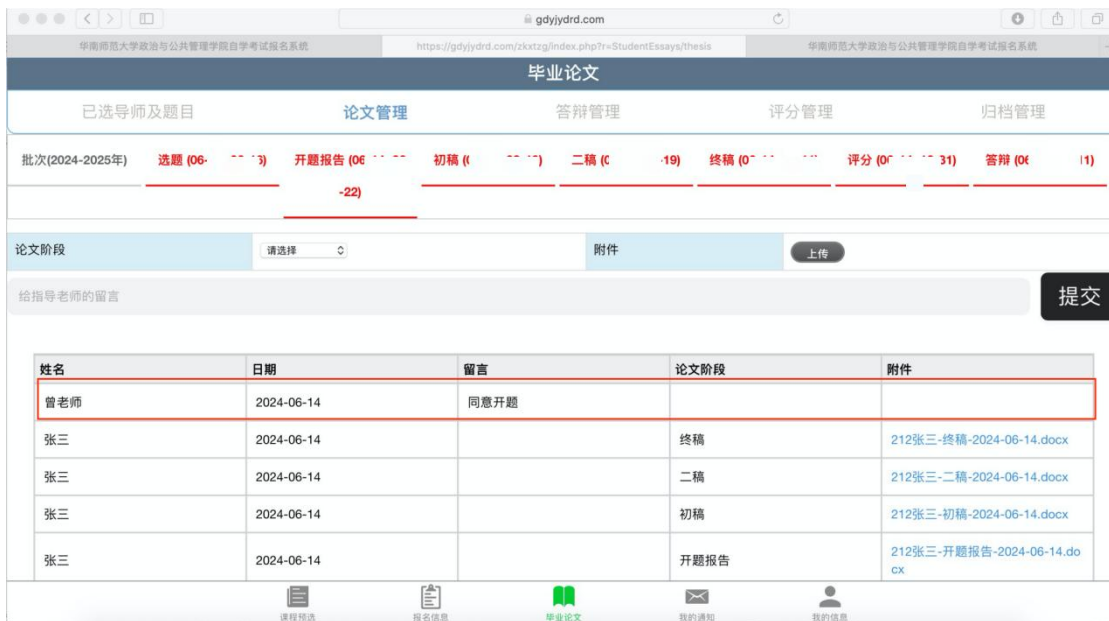 gdyjydrd.com
华南师范大学政治与公共管理学院自学考试报名系统
https://gdyjydrd.com/zkxtzg/index.php?r=StudentEssays/thesis
华南师范大学政治与公共管理学院自学考试报名系统
毕业论文
已选导师及题目 论文管理 答辩管理 评分管理 归档管理
批次(2024-2025年) 选题 (06- 开题报告 (06 初稿 ( 二稿 ( -19) 终稿 (0 评分 (06 31) 答辩 (06 11)
-22)
论文阶段 请选择 附件 上传
给指导老师的留言 提交
姓名 日期 留言 论文阶段 附件
曾老师 2024-06-14 同意开题
张三 2024-06-14 终稿 212张三-终稿-2024-06-14.docx
张三 2024-06-14 二稿 212张三-二稿-2024-06-14.docx
张三 2024-06-14 初稿 212张三-初稿-2024-06-14.docx
张三 2024-06-14 开题报告 212张三-开题报告-2024-06-14.do
cx
课程预选 报名信息 毕业论文 我的通知 我的信息